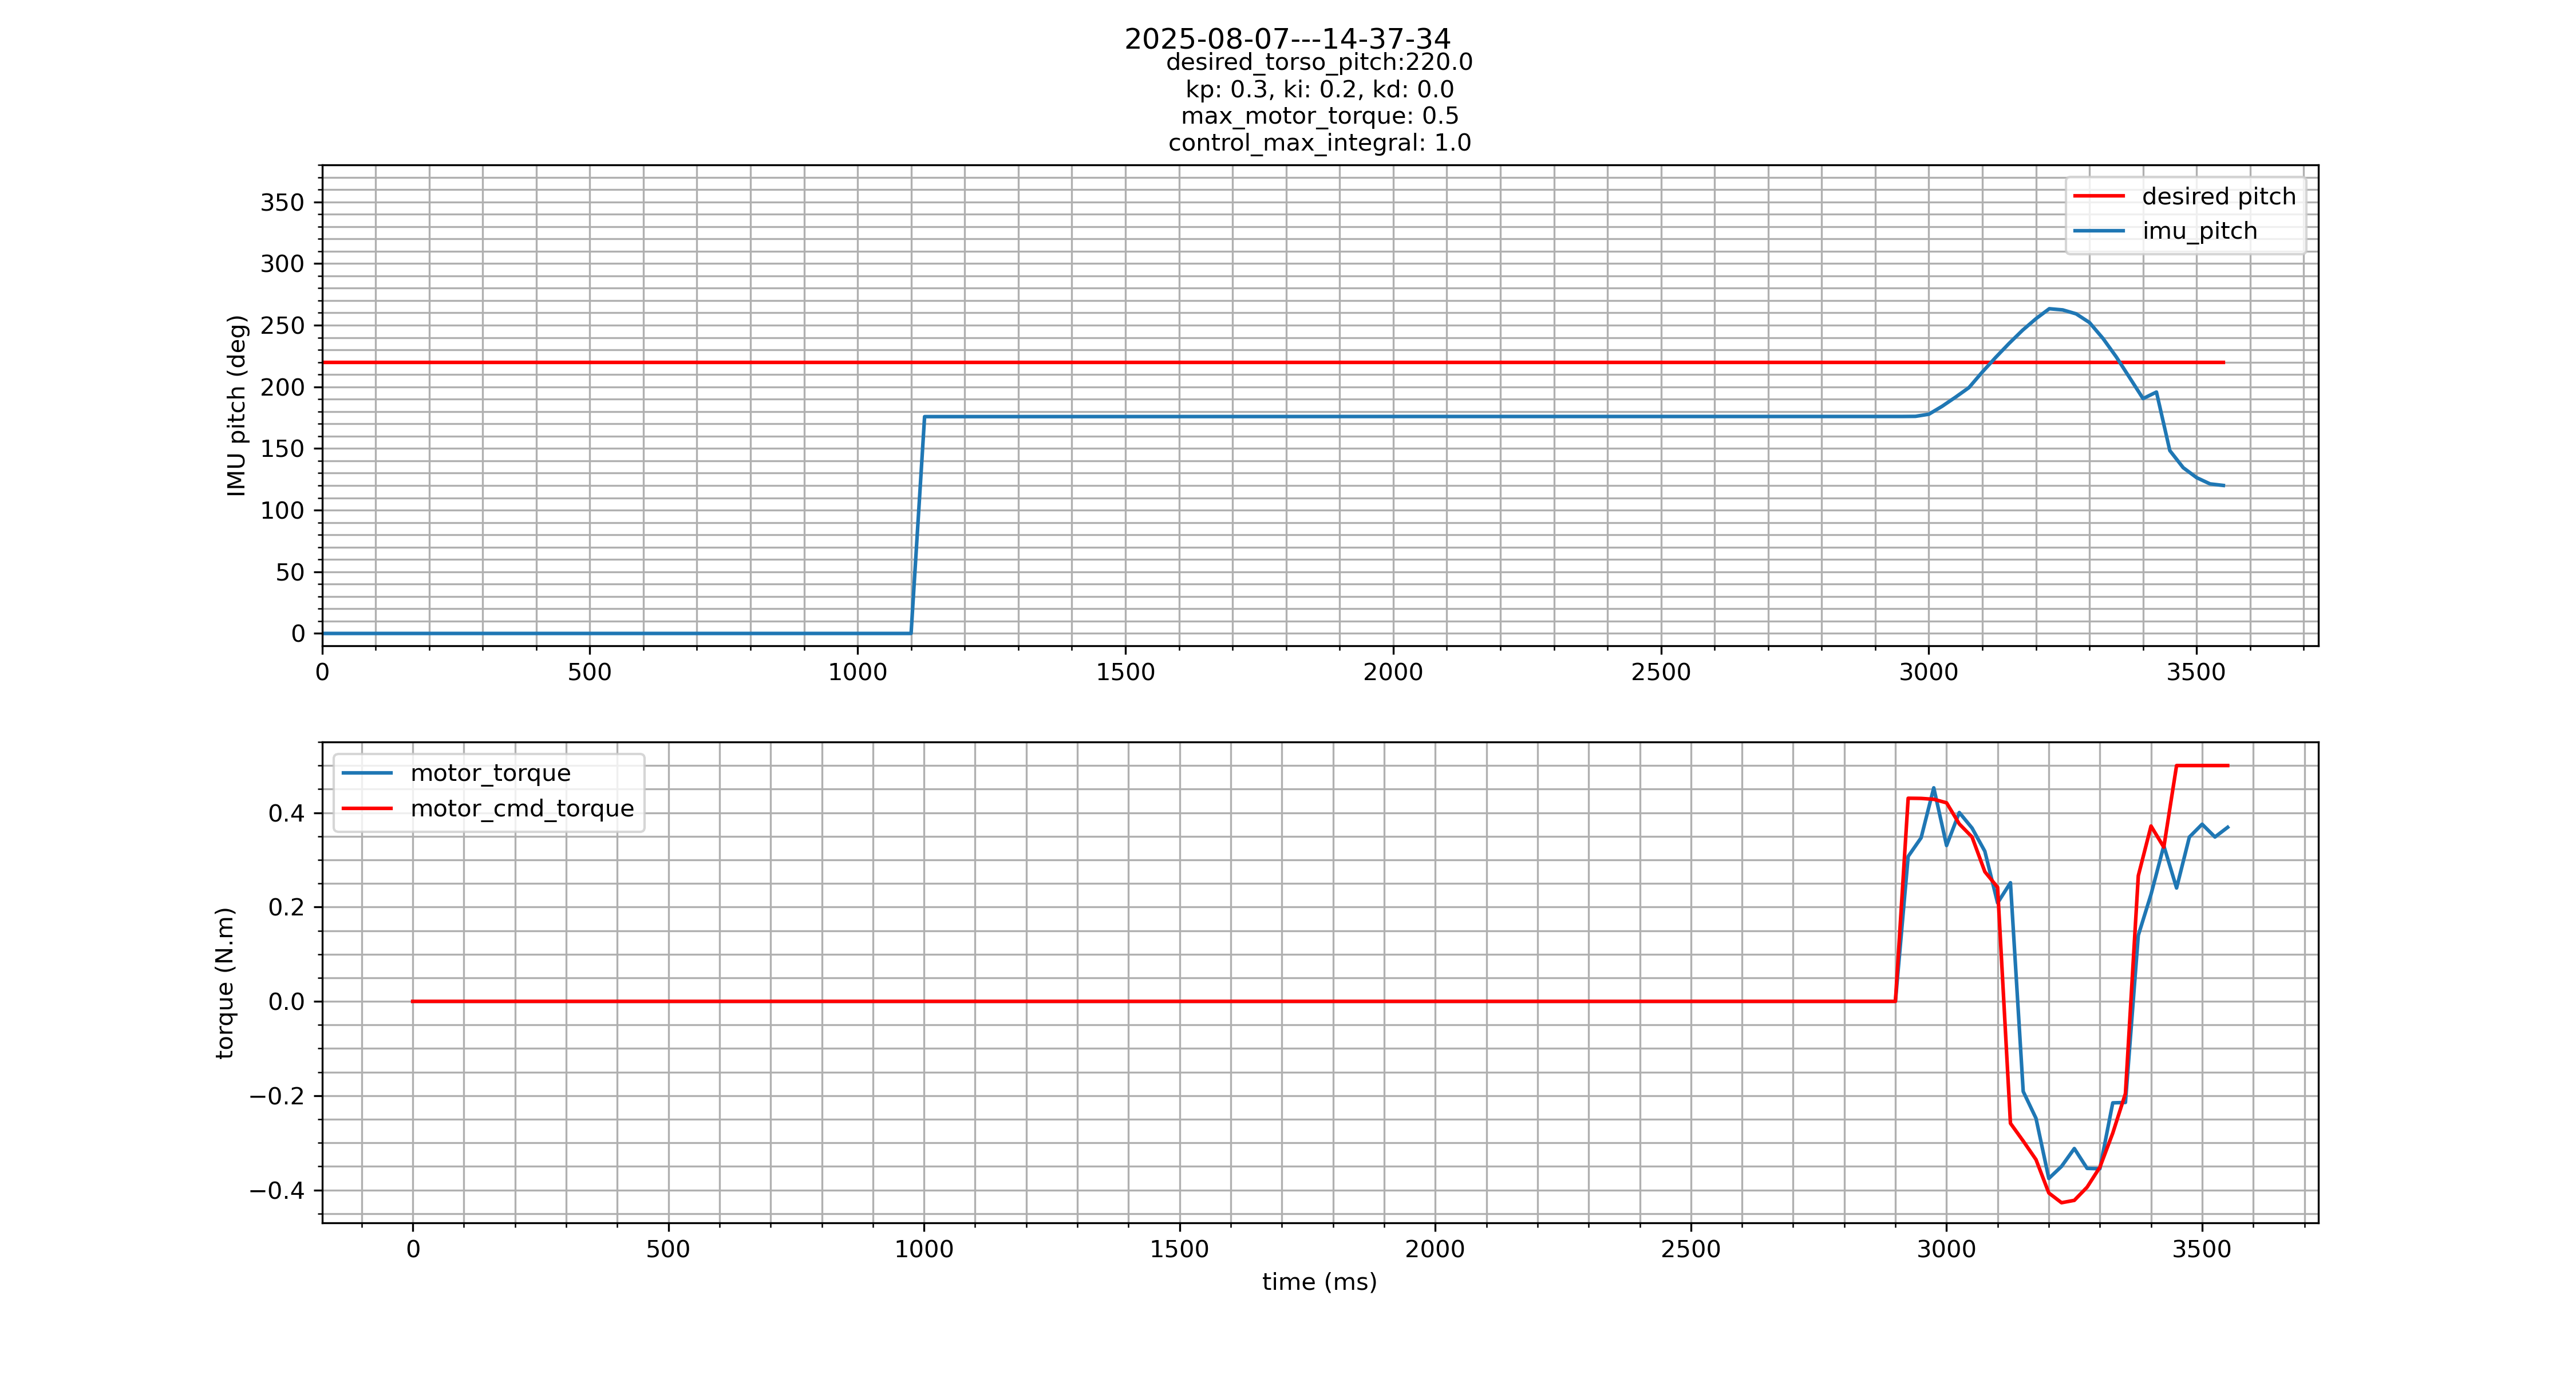 2025-08-07---14-37-34
desired_torso_pitch:220.0
kp: 0.3, ki: 0.2, kd: 0.0
max_motor_torque: 0.5
control_max_integral: 1.0
350
300
250
200
150
100
50
0
IMU pitch (deg)
desired pitch
imu_pitch
0 500 1000 1500 2000 2500 3000 3500
motor_torque
motor_cmd_torque
0.4
0.2
0.0
−0.2
−0.4
torque (N.m)
0 500 1000 1500 2000 2500 3000 3500
time (ms)